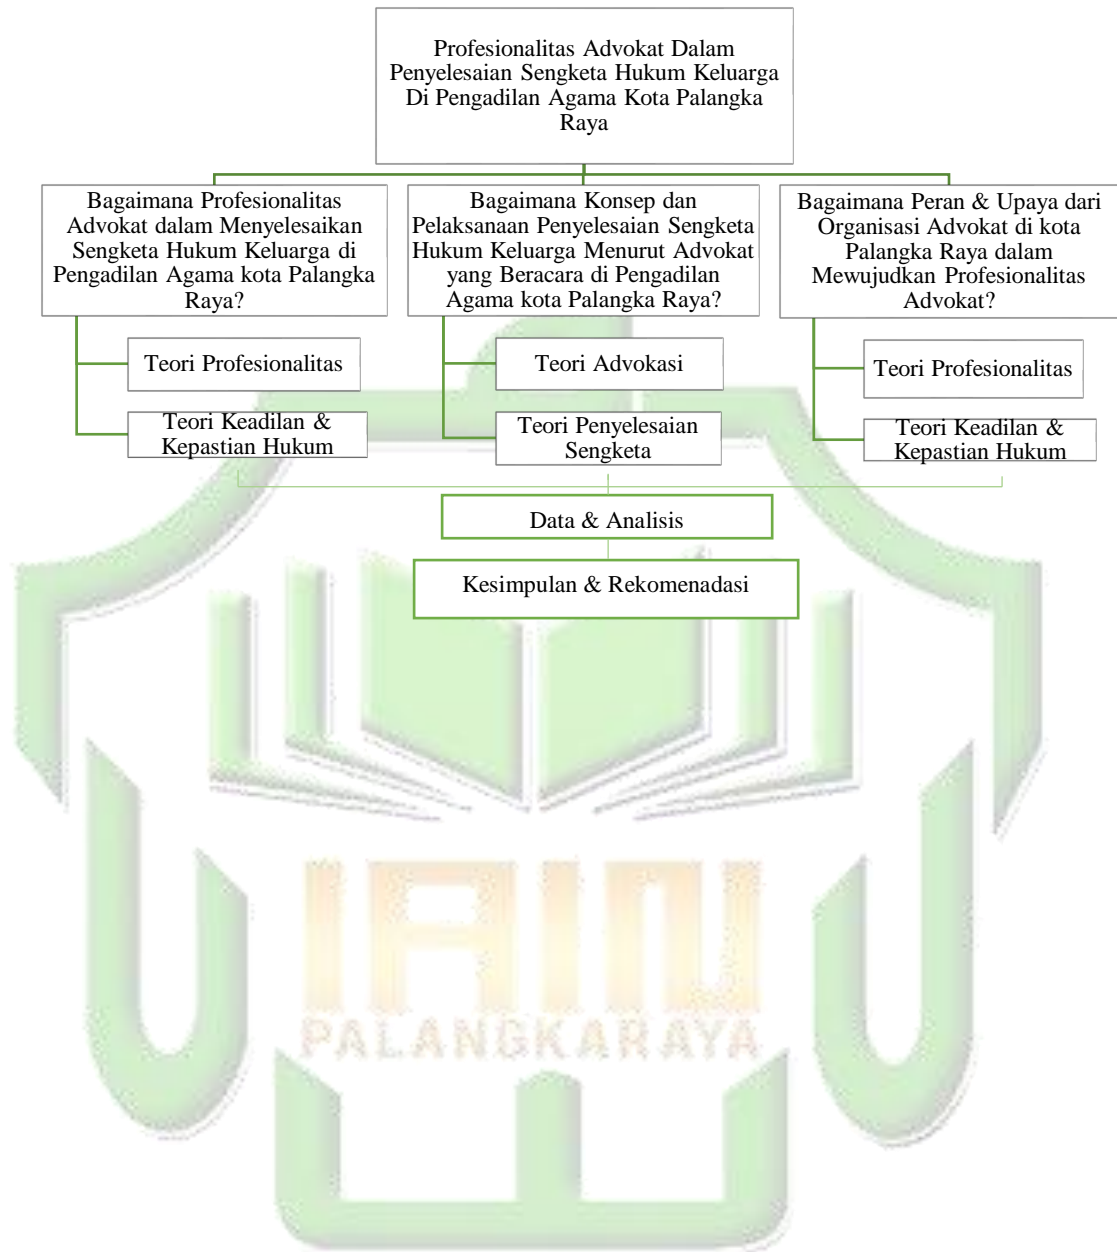 Profesionalitas Advokat Dalam
Penyelesaian Sengketa Hukum Keluarga
Di Pengadilan Agama Kota Palangka
Raya
Bagaimana Profesionalitas
Advokat dalam Menyelesaikan
Sengketa Hukum Keluarga di
Pengadilan Agama kota Palangka
Raya?
Teori Profesionalitas
Teori Keadilan &
Kepastian Hukum
Bagaimana Konsep dan
Pelaksanaan Penyelesaian Sengketa
Hukum Keluarga Menurut Advokat
yang Beracara di Pengadilan
Agama kota Palangka Raya?
Teori Advokasi
Teori Penyelesaian
Sengketa
Bagaimana Peran & Upaya dari
Organisasi Advokat di kota
Palangka Raya dalam
Mewujudkan Profesionalitas
Advokat?
Teori Profesionalitas
Teori Keadilan &
Kepastian Hukum
Data & Analisis
Kesimpulan & Rekomenadasi
IAIN
PALANGKARAYA